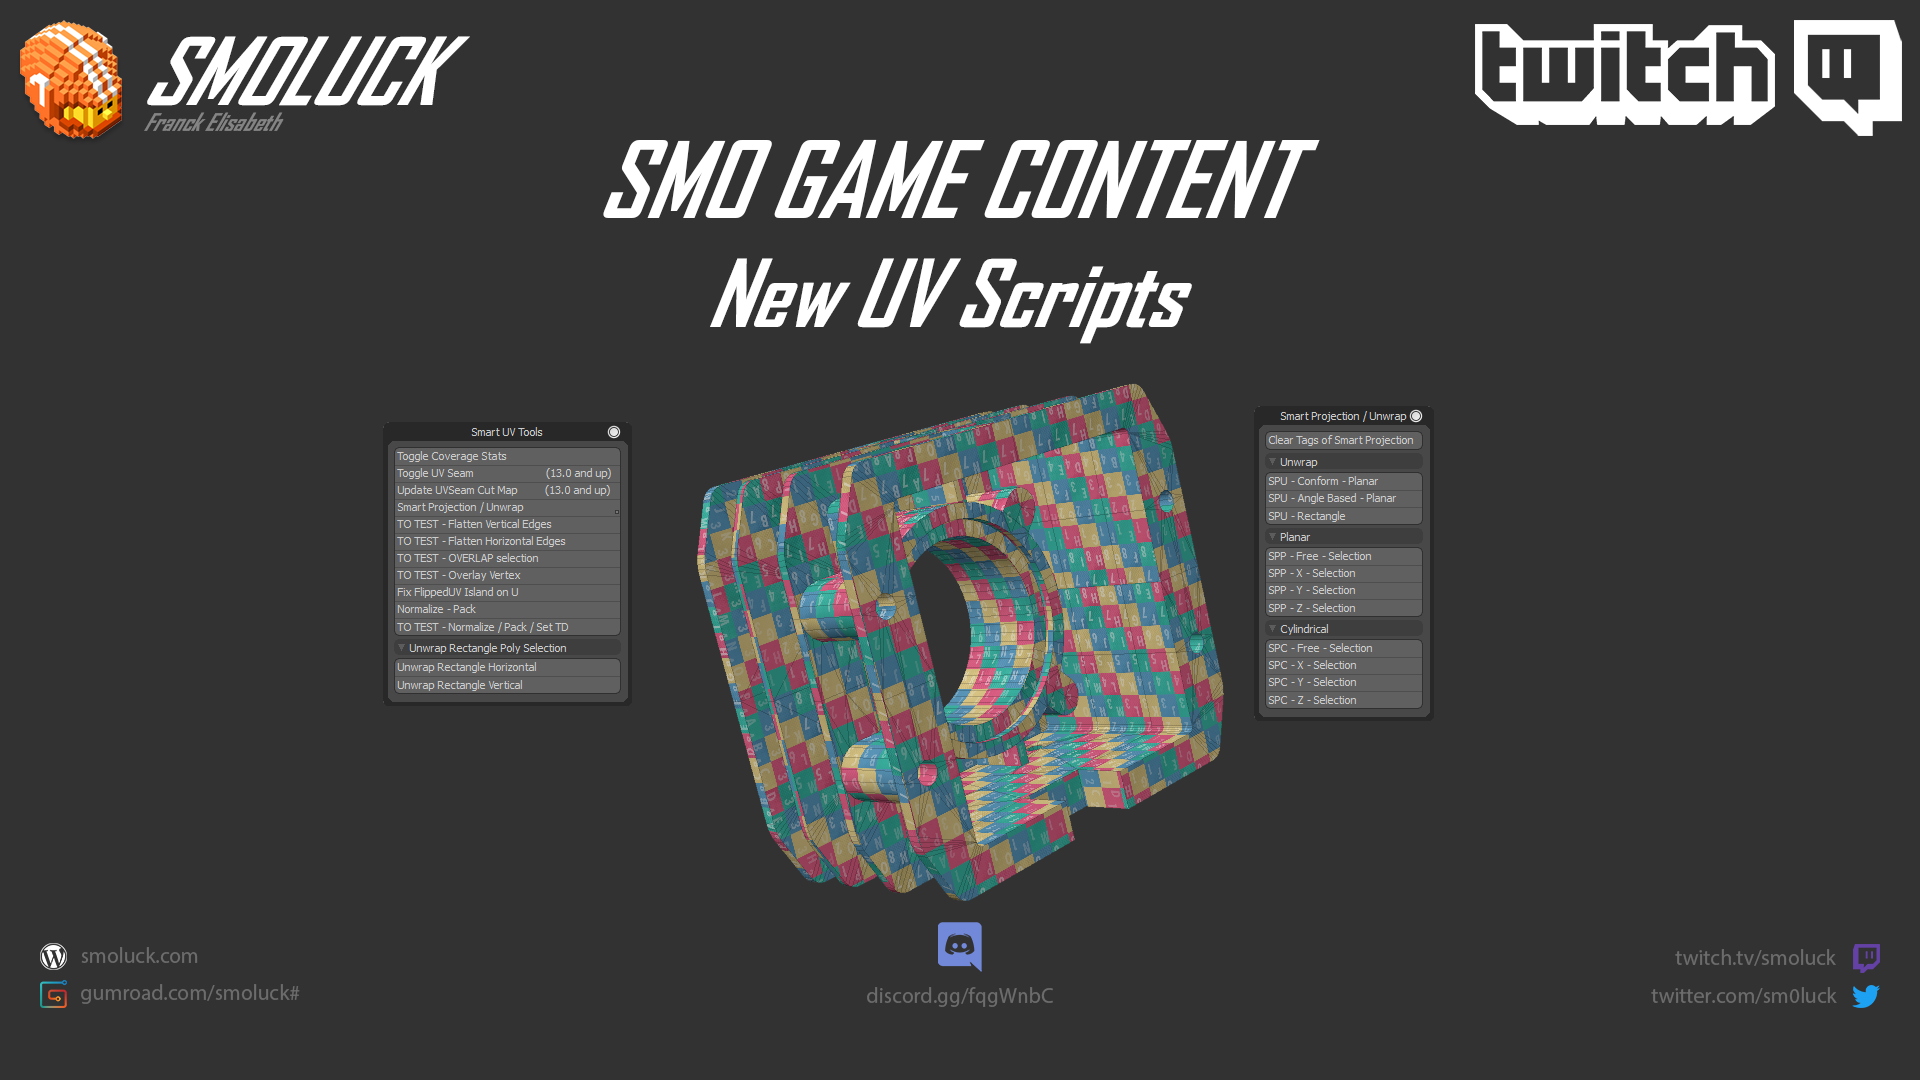 SMOLUCK
Franck Elisabeth
twitch
SMO GAME CONTENT
New UV Scripts
Smart UV Tools
Toggle Coverage Stats
Toggle UV Seam (13.0 and up)
Update UVSeam Cut Map (13.0 and up)
Smart Projection / Unwrap
TO TEST - Flatten Vertical Edges
TO TEST - Flatten Horizontal Edges
TO TEST - OVERLAP selection
TO TEST - Overlay Vertex
Fix FlippedUV Island on U
Normalize - Pack
TO TEST - Normalize / Pack / Set TD
Unwrap Rectangle Poly Selection
Unwrap Rectangle Horizontal
Unwrap Rectangle Vertical
Smart Projection / Unwrap
Clear Tags of Smart Projection
Unwrap
SPU - Conform - Planar
SPU - Angle Based - Planar
SPU - Rectangle
Planar
SPP - Free - Selection
SPP - X - Selection
SPP - Y - Selection
SPP - Z - Selection
Cylindrical
SPC - Free - Selection
SPC - X - Selection
SPC - Y - Selection
SPC - Z - Selection
smoluck.com
gumroad.com/smoluck#
discord.gg/fqgWnbC
twitch.tv/smoluck
twitter.com/sm0luck